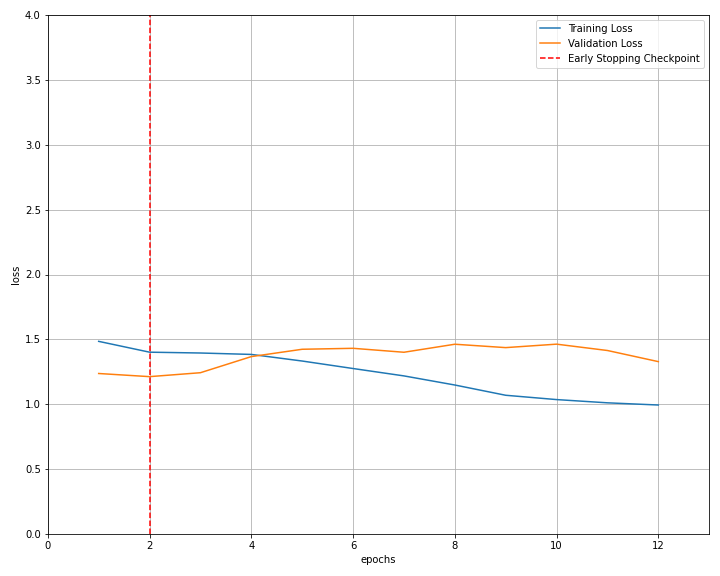 4.0
3.5
3.0
2.5
2.0
1.5
1.0
0.5
0.0
loss
0 2 4 6 8 10 12
epochs
Training Loss
Validation Loss
Early Stopping Checkpoint